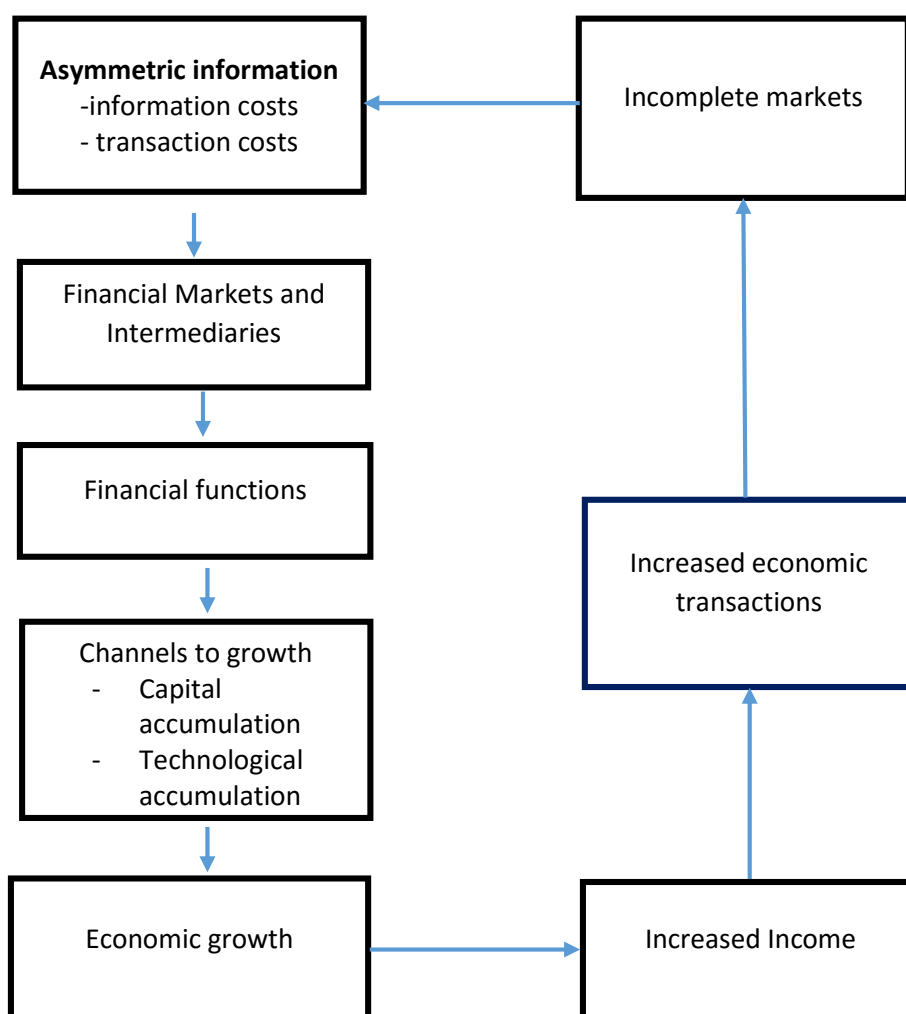 Asymmetric information
-information costs
- transaction costs
Incomplete markets
Financial Markets and
Intermediaries
Financial functions
Increased economic
transactions
Channels to growth
- Capital
accumulation
- Technological
accumulation
Economic growth
Increased Income